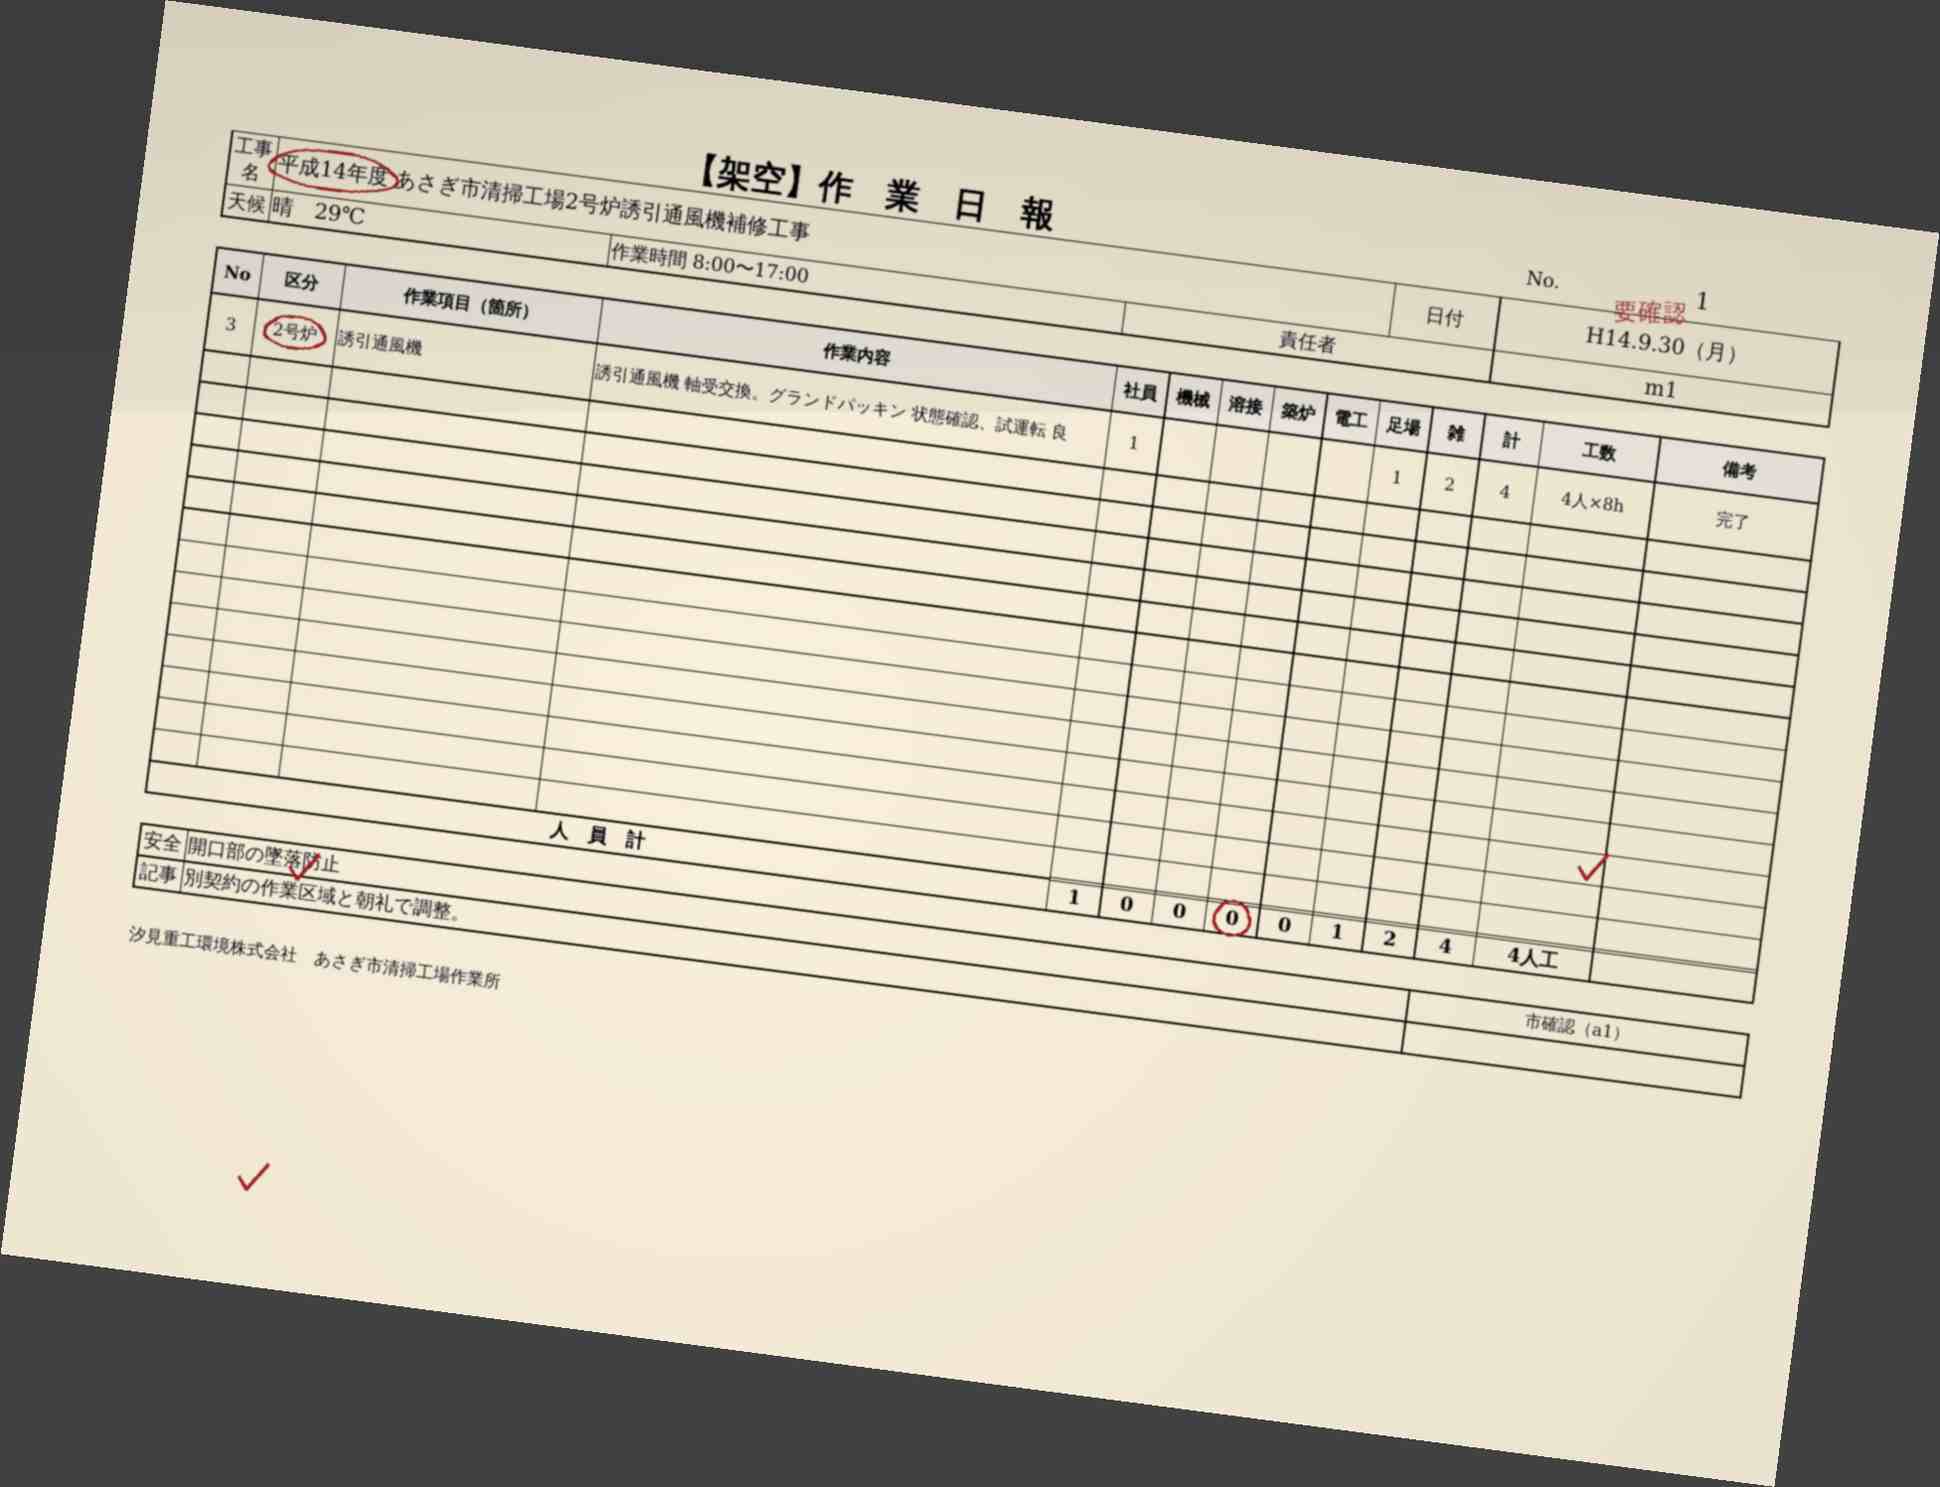 【架空】作 業 日 報
No. 1
要確認
工事名 平成14年度 あさぎ市清掃工場2号炉誘引通風機補修工事 日付 H14.9.30（月）
天候 晴 29℃ 作業時間 8:00〜17:00 責任者 m1
No 区分 作業項目（箇所） 作業内容 社員 機械 溶接 築炉 電工 足場 雑 計 工数 備考
3 2号炉 誘引通風機 誘引通風機 軸受交換。グランドパッキン 状態確認、試運転 良 1 1 2 4 4人×8h 完了
人 員 計 1 0 0 0 0 1 2 4 4人工
安全 開口部の墜落防止 市確認（a1）
記事 別契約の作業区域と朝礼で調整。
汐見重工環境株式会社 あさぎ市清掃工場作業所